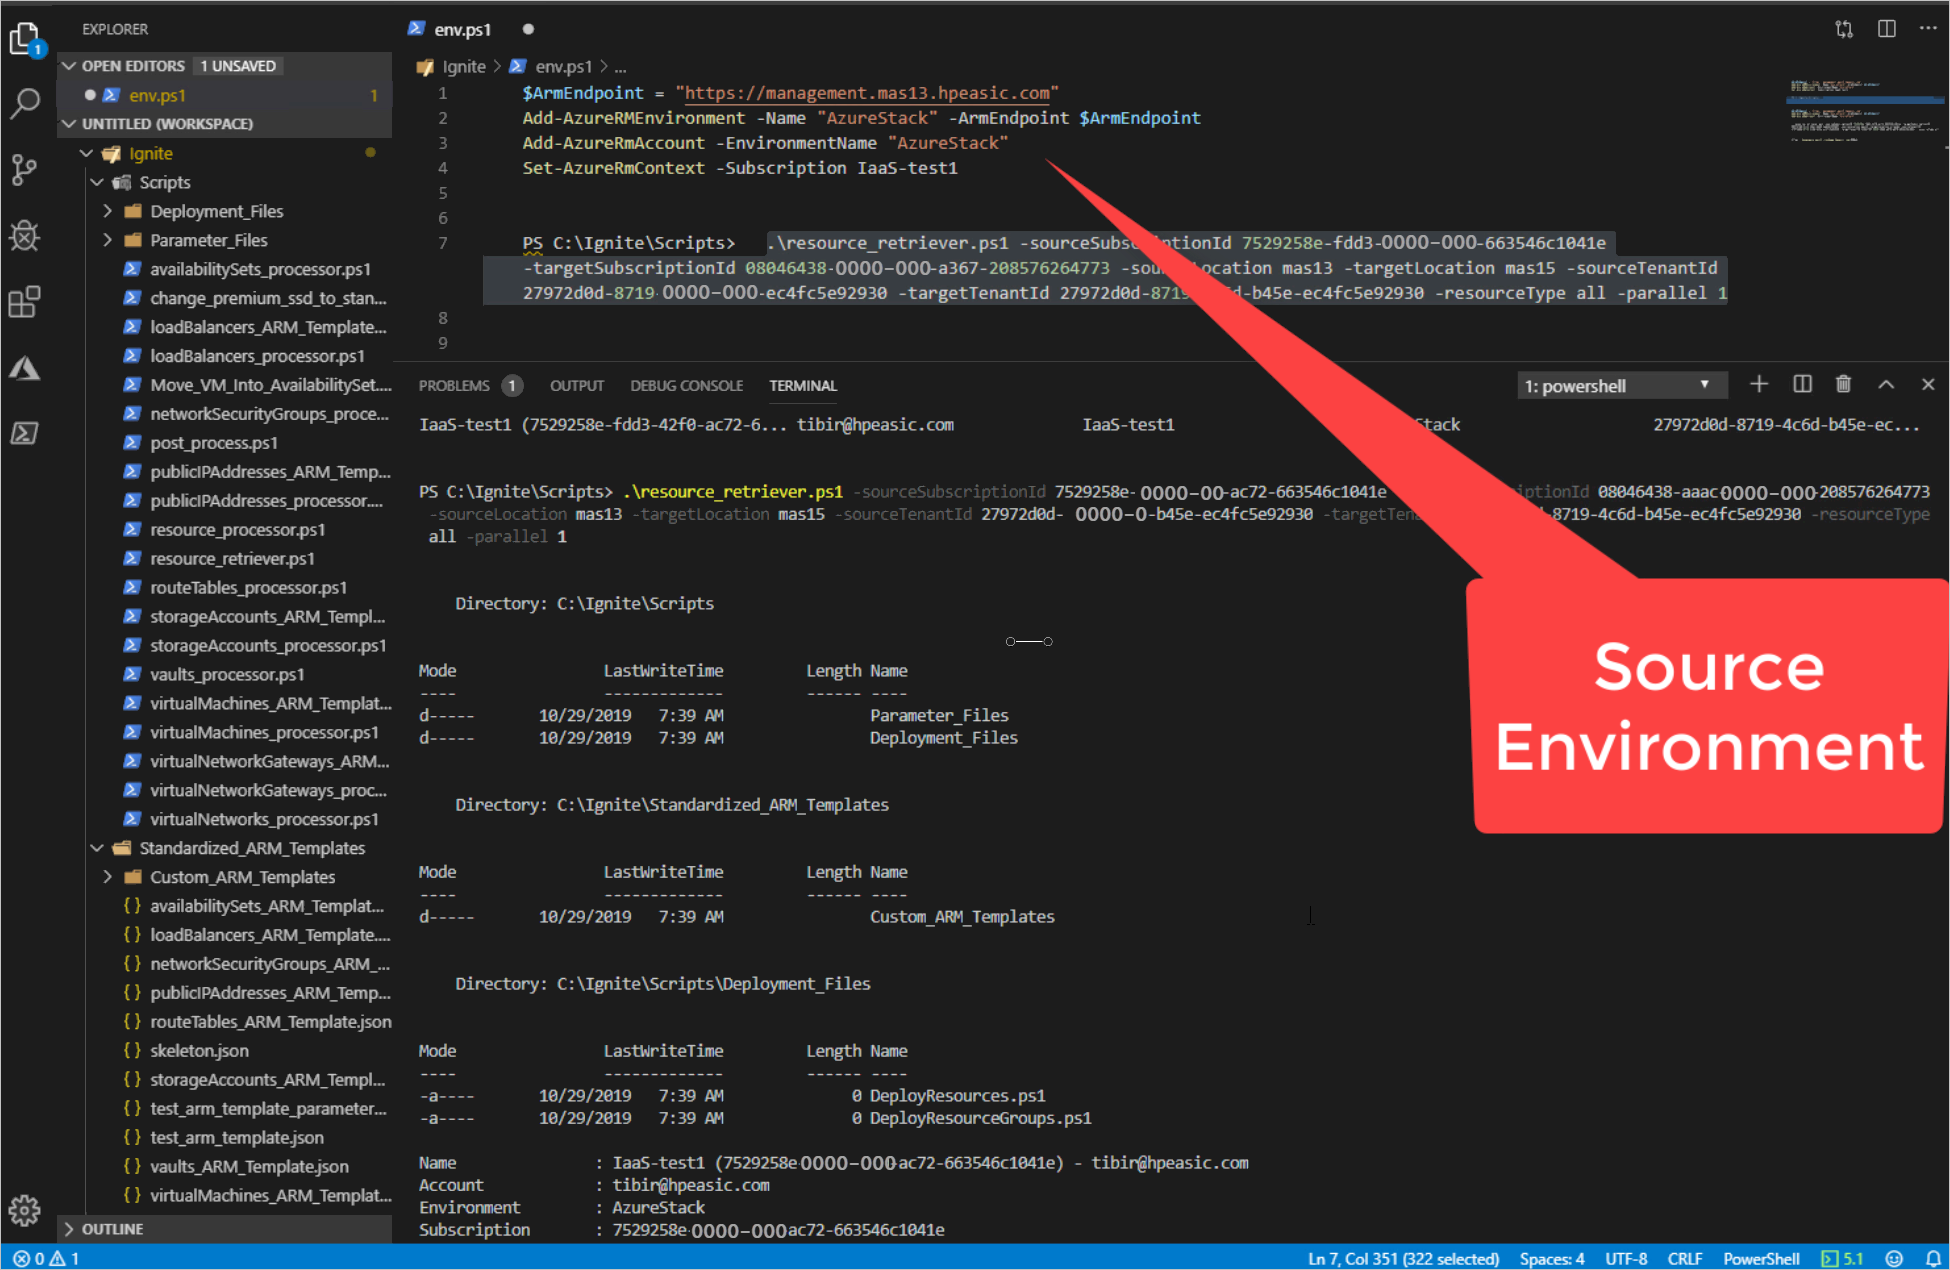 EXPLORER
OPEN EDITORS 1 UNSAVED
env.ps1 1
UNTITLED (WORKSPACE)
Ignite
Scripts
Deployment_Files
Parameter_Files
availabilitySets_processor.ps1
change_premium_ssd_to_stan...
loadBalancers_ARM_Template...
loadBalancers_processor.ps1
Move_VM_Into_AvailabilitySet....
networkSecurityGroups_proce...
post_process.ps1
publicIPAddresses_ARM_Temp...
publicIPAddresses_processor....
resource_processor.ps1
resource_retriever.ps1
routeTables_processor.ps1
storageAccounts_ARM_Templ...
storageAccounts_processor.ps1
vaults_processor.ps1
virtualMachines_ARM_Templat...
virtualMachines_processor.ps1
virtualNetworkGateways_ARM...
virtualNetworkGateways_proc...
virtualNetworks_processor.ps1
Standardized_ARM_Templates
Custom_ARM_Templates
{ } availabilitySets_ARM_Templat...
{ } loadBalancers_ARM_Template....
{ } networkSecurityGroups_ARM_...
{ } publicIPAddresses_ARM_Temp...
{ } routeTables_ARM_Template.json
{ } skeleton.json
{ } storageAccounts_ARM_Templ...
{ } test_arm_template_parameter...
{ } test_arm_template.json
{ } vaults_ARM_Template.json
{ } virtualMachines_ARM_Templat...
OUTLINE
1
env.ps1
Ignite > env.ps1 > ...
1 $ArmEndpoint = "https://management.mas13.hpeasic.com"
2 Add-AzureRMEnvironment -Name "AzureStack" -ArmEndpoint $ArmEndpoint
3 Add-AzureRmAccount -EnvironmentName "AzureStack"
4 Set-AzureRmContext -Subscription IaaS-test1
5
6
7 PS C:\Ignite\Scripts> .\resource_retriever.ps1 -sourceSubscriptionId 7529258e-fdd3-0000-000-663546c1041e
-targetSubscriptionId 08046438-0000-000-a367-208576264773 -sou Location mas13 -targetLocation mas15 -sourceTenantId
27972d0d-8719-0000-000-ec4fc5e92930 -targetTenantId 27972d0d-8719 d-b45e-ec4fc5e92930 -resourceType all -parallel 1
8
9
PROBLEMS 1 OUTPUT DEBUG CONSOLE TERMINAL
1: powershell
IaaS-test1 (7529258e-fdd3-42f0-ac72-6... tibir@hpeasic.com IaaS-test1 Stack 27972d0d-8719-4c6d-b45e-ec...
PS C:\Ignite\Scripts> .\resource_retriever.ps1 -sourceSubscriptionId 7529258e-0000-00-ac72-663546c1041e iptionId 08046438-aaac-0000-000-208576264773
-sourceLocation mas13 -targetLocation mas15 -sourceTenantId 27972d0d- 0000-0-b45e-ec4fc5e92930 -targetTen -8719-4c6d-b45e-ec4fc5e92930 -resourceType
all -parallel 1
Directory: C:\Ignite\Scripts
Mode LastWriteTime Length Name
---- ------------- ------ ----
d----- 10/29/2019 7:39 AM Parameter_Files
d----- 10/29/2019 7:39 AM Deployment_Files
Directory: C:\Ignite\Standardized_ARM_Templates
Mode LastWriteTime Length Name
---- ------------- ------ ----
d----- 10/29/2019 7:39 AM Custom_ARM_Templates
Directory: C:\Ignite\Scripts\Deployment_Files
Mode LastWriteTime Length Name
---- ------------- ------ ----
-a---- 10/29/2019 7:39 AM 0 DeployResources.ps1
-a---- 10/29/2019 7:39 AM 0 DeployResourceGroups.ps1
Name : IaaS-test1 (7529258e-0000-000-ac72-663546c1041e) - tibir@hpeasic.com
Account : tibir@hpeasic.com
Environment : AzureStack
Subscription : 7529258e-0000-000ac72-663546c1041e
Source
Environment
0 1
Ln 7, Col 351 (322 selected) Spaces: 4 UTF-8 CRLF PowerShell 5.1